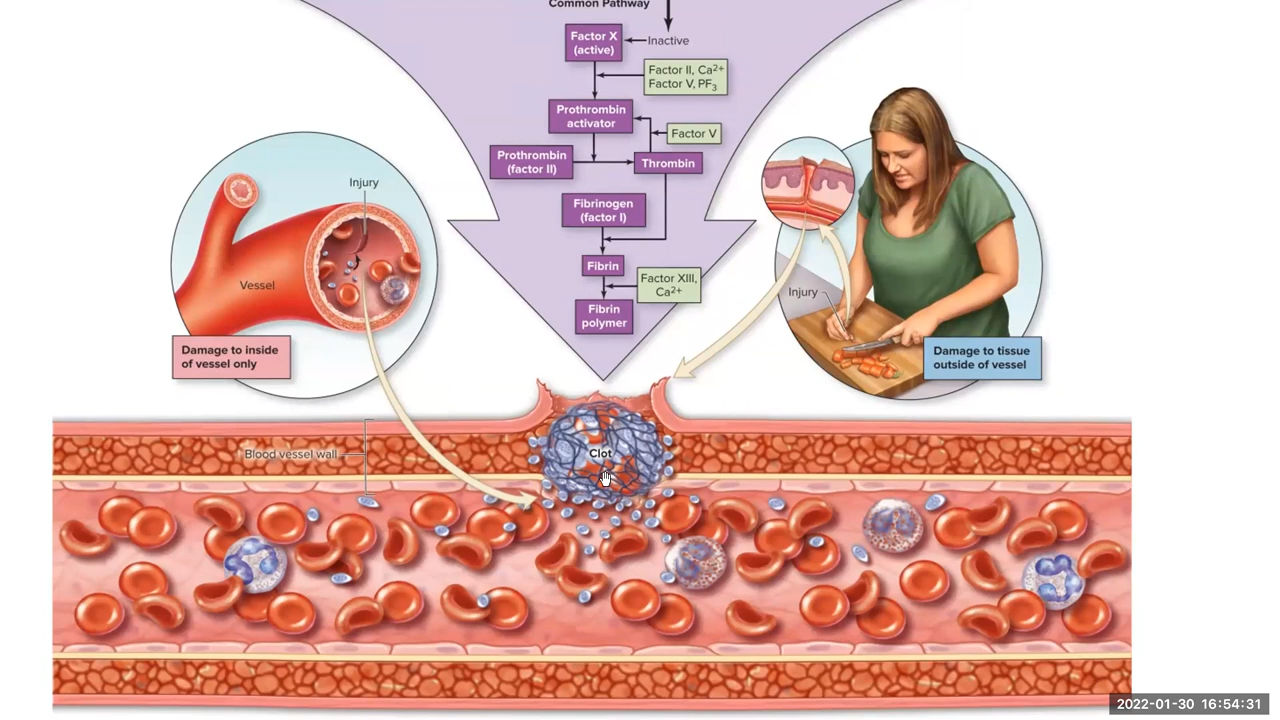 Common Pathway
Factor X
(active)
Inactive
Factor II, Ca2+
Factor V, PF3
Prothrombin
activator
Factor V
Prothrombin
(factor II)
Thrombin
Fibrinogen
(factor I)
Fibrin
Factor XIII,
Ca2+
Fibrin
polymer
Injury
Vessel
Damage to inside
of vessel only
Injury
Damage to tissue
outside of vessel
Blood vessel wall
Clot
2022-01-30 16:54:31